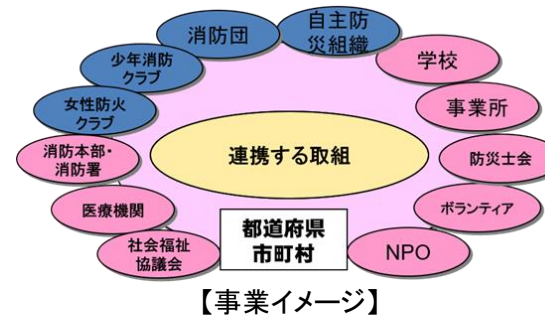 消防団
自主防
災組織
少年消防
クラブ
学校
女性防火
クラブ
事業所
消防本部・
消防署
連携する取組
防災士会
医療機関
ボランティア
社会福祉
協議会
都道府県
市町村
NPO
【事業イメージ】